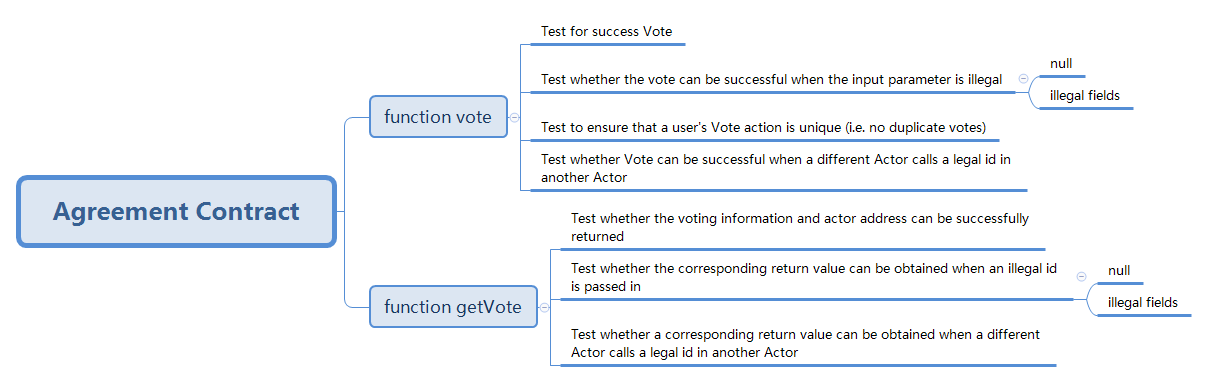 Agreement Contract
function vote
Test for success Vote
Test whether the vote can be successful when the input parameter is illegal
null
illegal fields
Test to ensure that a user's Vote action is unique (i.e. no duplicate votes)
Test whether Vote can be successful when a different Actor calls a legal id in
another Actor
function getVote
Test whether the voting information and actor address can be successfully
returned
Test whether the corresponding return value can be obtained when an illegal id
is passed in
null
illegal fields
Test whether a corresponding return value can be obtained when a different
Actor calls a legal id in another Actor